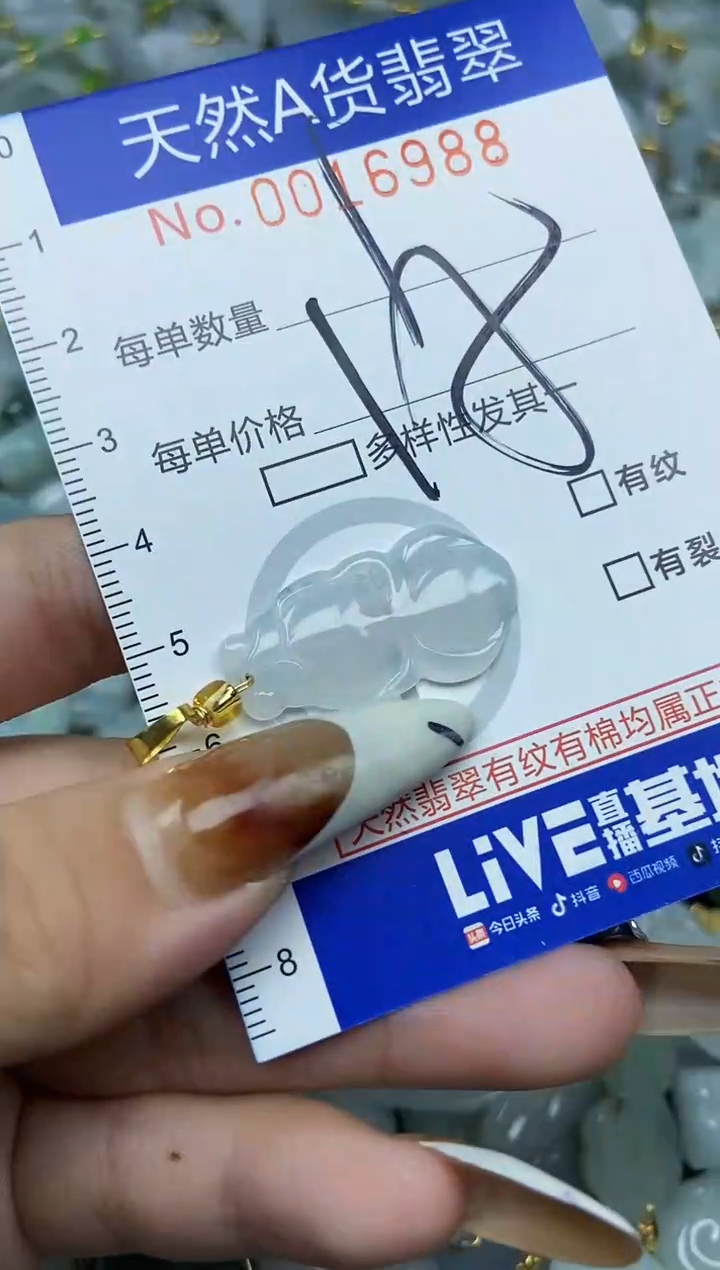 天然A货翡翠
No.0016988
0
1
2
3
4
5
6
8
每单数量
每单价格
多样性发其一
有纹
有裂
天然翡翠有纹有棉均属正
LiVE直播基地
今日头条 抖音 西瓜视频 抖